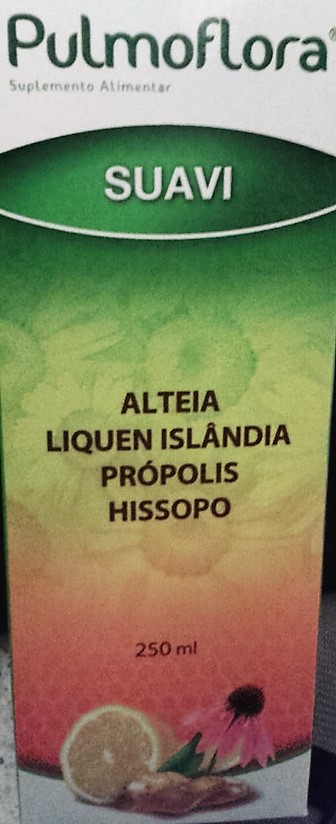 Pulmoflora®
Suplemento Alimentar
SUAVI
ALTEIA
LIQUEN ISLÂNDIA
PRÓPOLIS
HISSOPO
250 ml